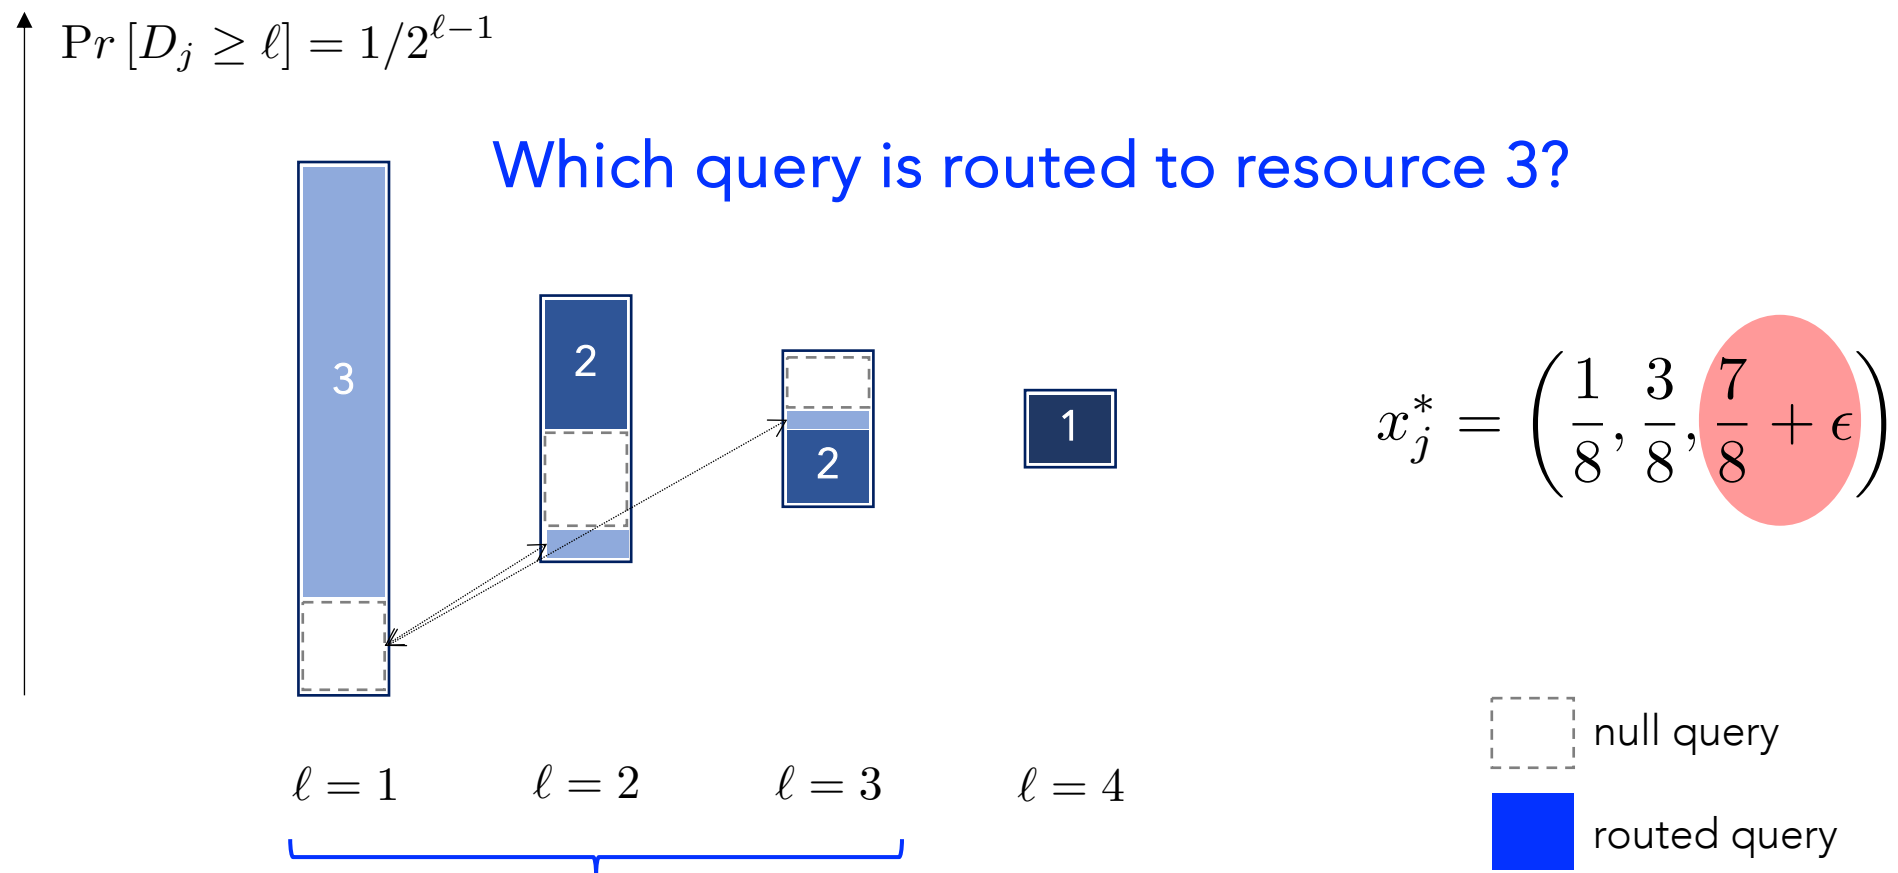 Pr [D_j ≥ ℓ] = 1/2^{ℓ−1}
Which query is routed to resource 3?
3
2
2
1
x_j^* = (1/8, 3/8, 7/8 + ϵ)
ℓ = 1
ℓ = 2
ℓ = 3
ℓ = 4
null query
routed query